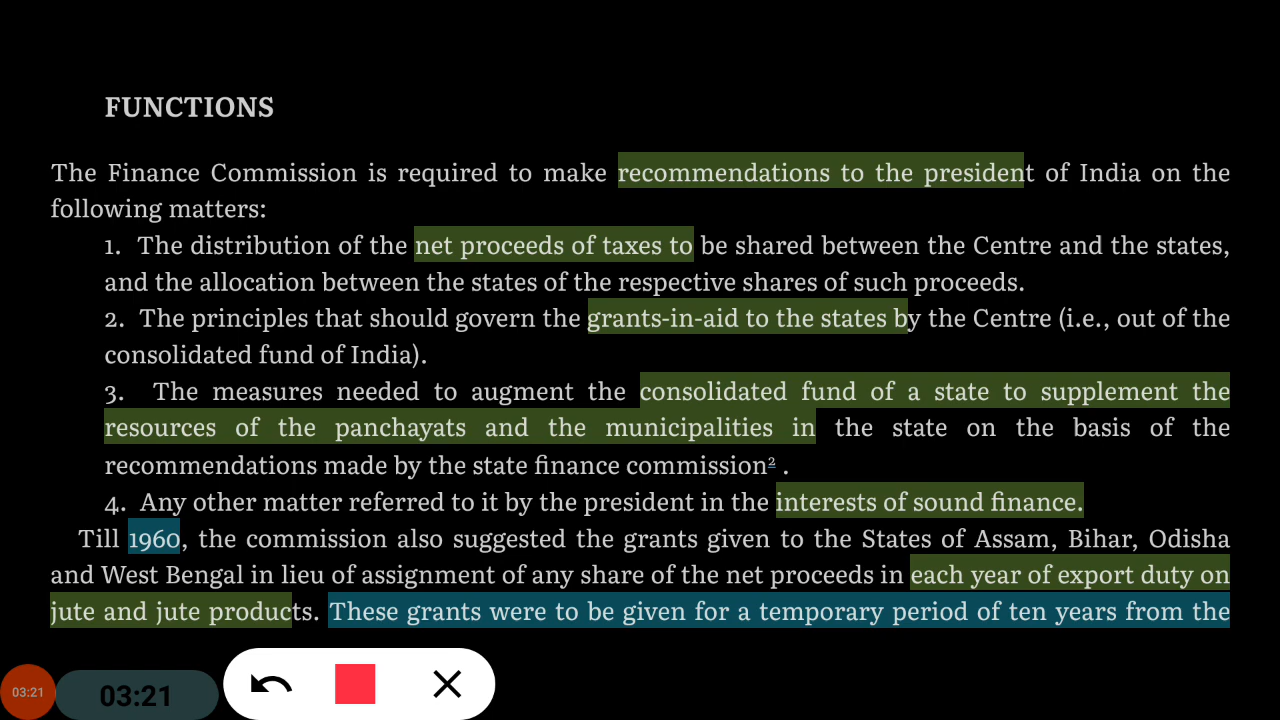 FUNCTIONS
The Finance Commission is required to make recommendations to the president of India on the
following matters:
1. The distribution of the net proceeds of taxes to be shared between the Centre and the states,
and the allocation between the states of the respective shares of such proceeds.
2. The principles that should govern the grants-in-aid to the states by the Centre (i.e., out of the
consolidated fund of India).
3. The measures needed to augment the consolidated fund of a state to supplement the
resources of the panchayats and the municipalities in the state on the basis of the
recommendations made by the state finance commission² .
4. Any other matter referred to it by the president in the interests of sound finance.
Till 1960, the commission also suggested the grants given to the States of Assam, Bihar, Odisha
and West Bengal in lieu of assignment of any share of the net proceeds in each year of export duty on
jute and jute products. These grants were to be given for a temporary period of ten years from the
03:21 03:21